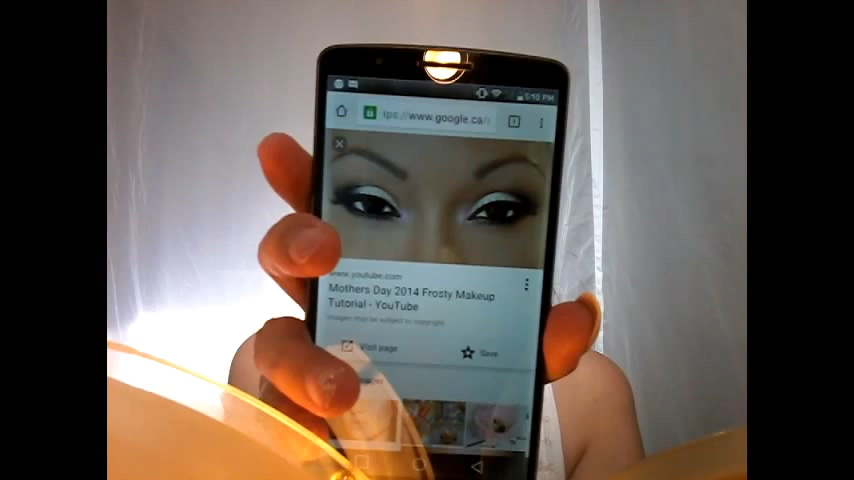 5:10 PM
tps://www.google.ca/
www.youtube.com
Mothers Day 2014 Frosty Makeup
Tutorial - YouTube
Images may be subject to copyright
Visit page
Save